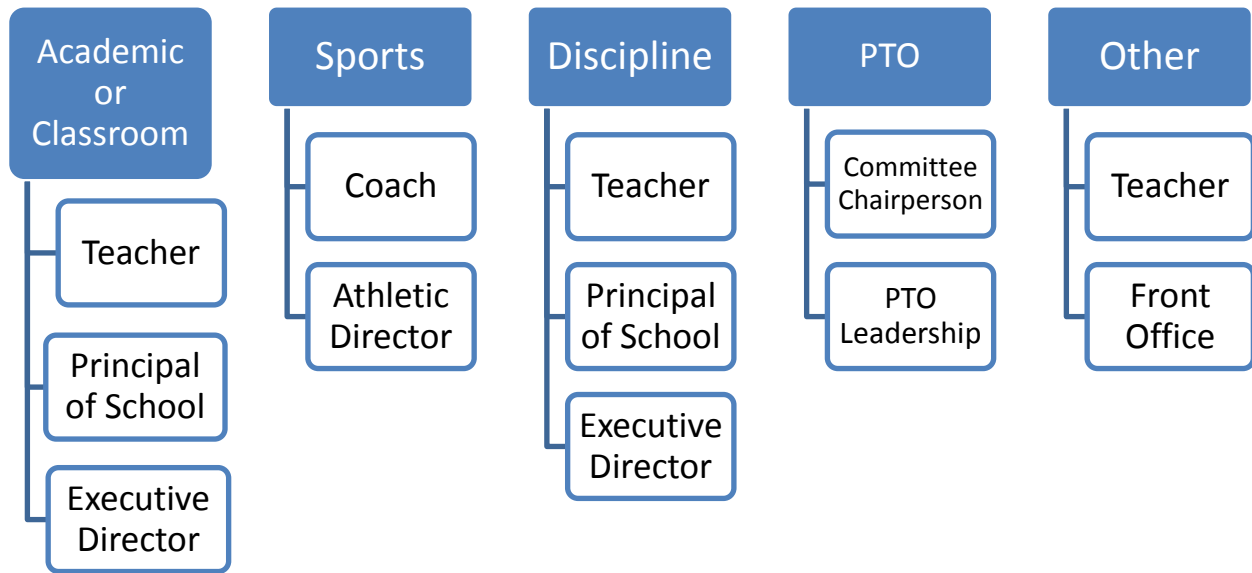 Academic
or
Classroom
Teacher
Principal
of School
Executive
Director
Sports
Coach
Athletic
Director
Discipline
Teacher
Principal
of School
Executive
Director
PTO
Committee
Chairperson
PTO
Leadership
Other
Teacher
Front
Office